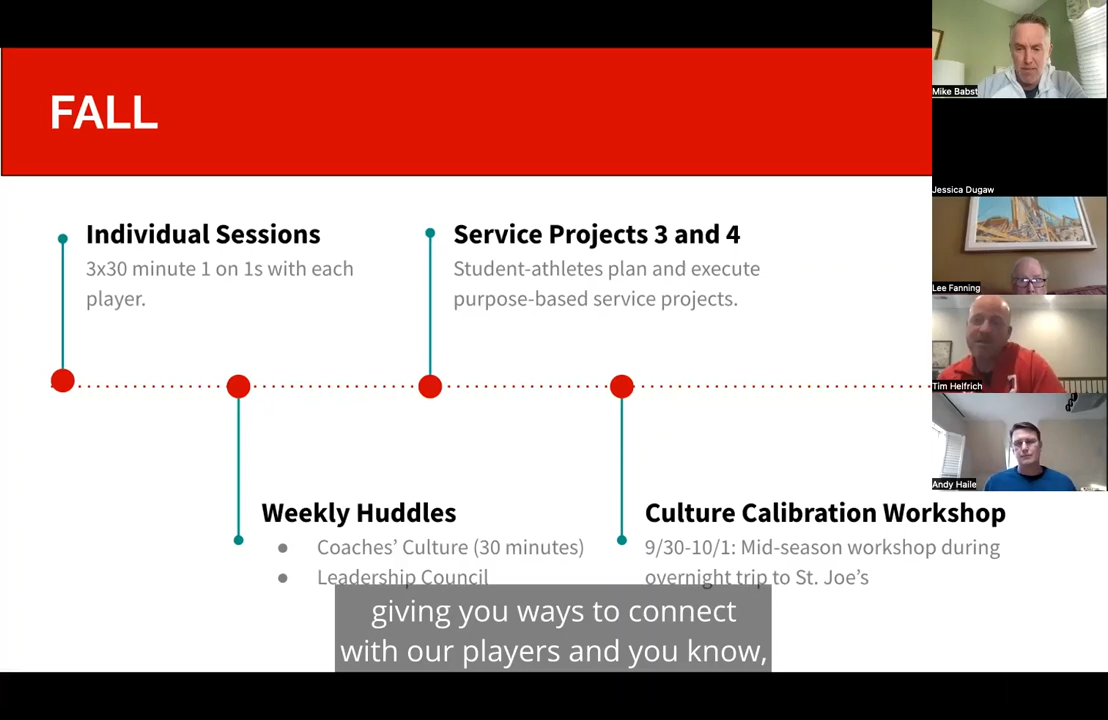 FALL
Individual Sessions
3x30 minute 1 on 1s with each
player.
Service Projects 3 and 4
Student-athletes plan and execute
purpose-based service projects.
Weekly Huddles
● Coaches’ Culture (30 minutes)
● Leadership Council
Culture Calibration Workshop
9/30-10/1: Mid-season workshop during
overnight trip to St. Joe’s
giving you ways to connect
with our players and you know,
Mike Babst
Jessica Dugaw
Lee Fanning
Tim Helfrich
Andy Haile